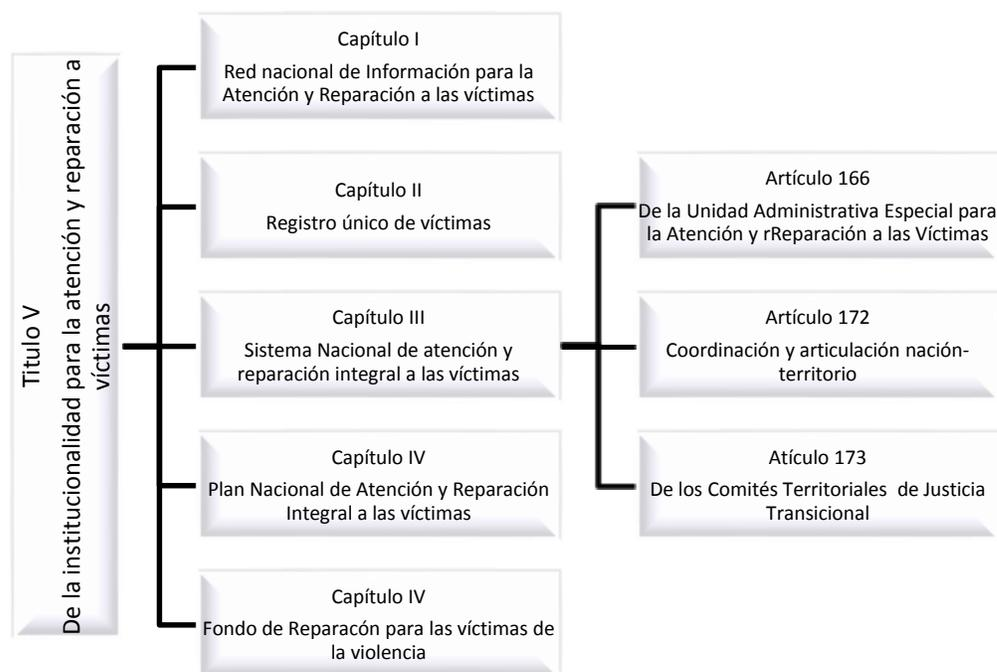 Titulo V
De la institucionalidad para la atención y reparación a
víctimas
Capítulo I
Red nacional de Información para la
Atención y Reparación a las víctimas
Capítulo II
Registro único de víctimas
Capítulo III
Sistema Nacional de atención y
reparación integral a las víctimas
Artículo 166
De la Unidad Administrativa Especial para
la Atención y rReparación a las Víctimas
Artículo 172
Coordinación y articulación nación-
territorio
Atículo 173
De los Comités Territoriales de Justicia
Transicional
Capítulo IV
Plan Nacional de Atención y Reparación
Integral a las víctimas
Capítulo IV
Fondo de Reparacón para las víctimas de
la violencia